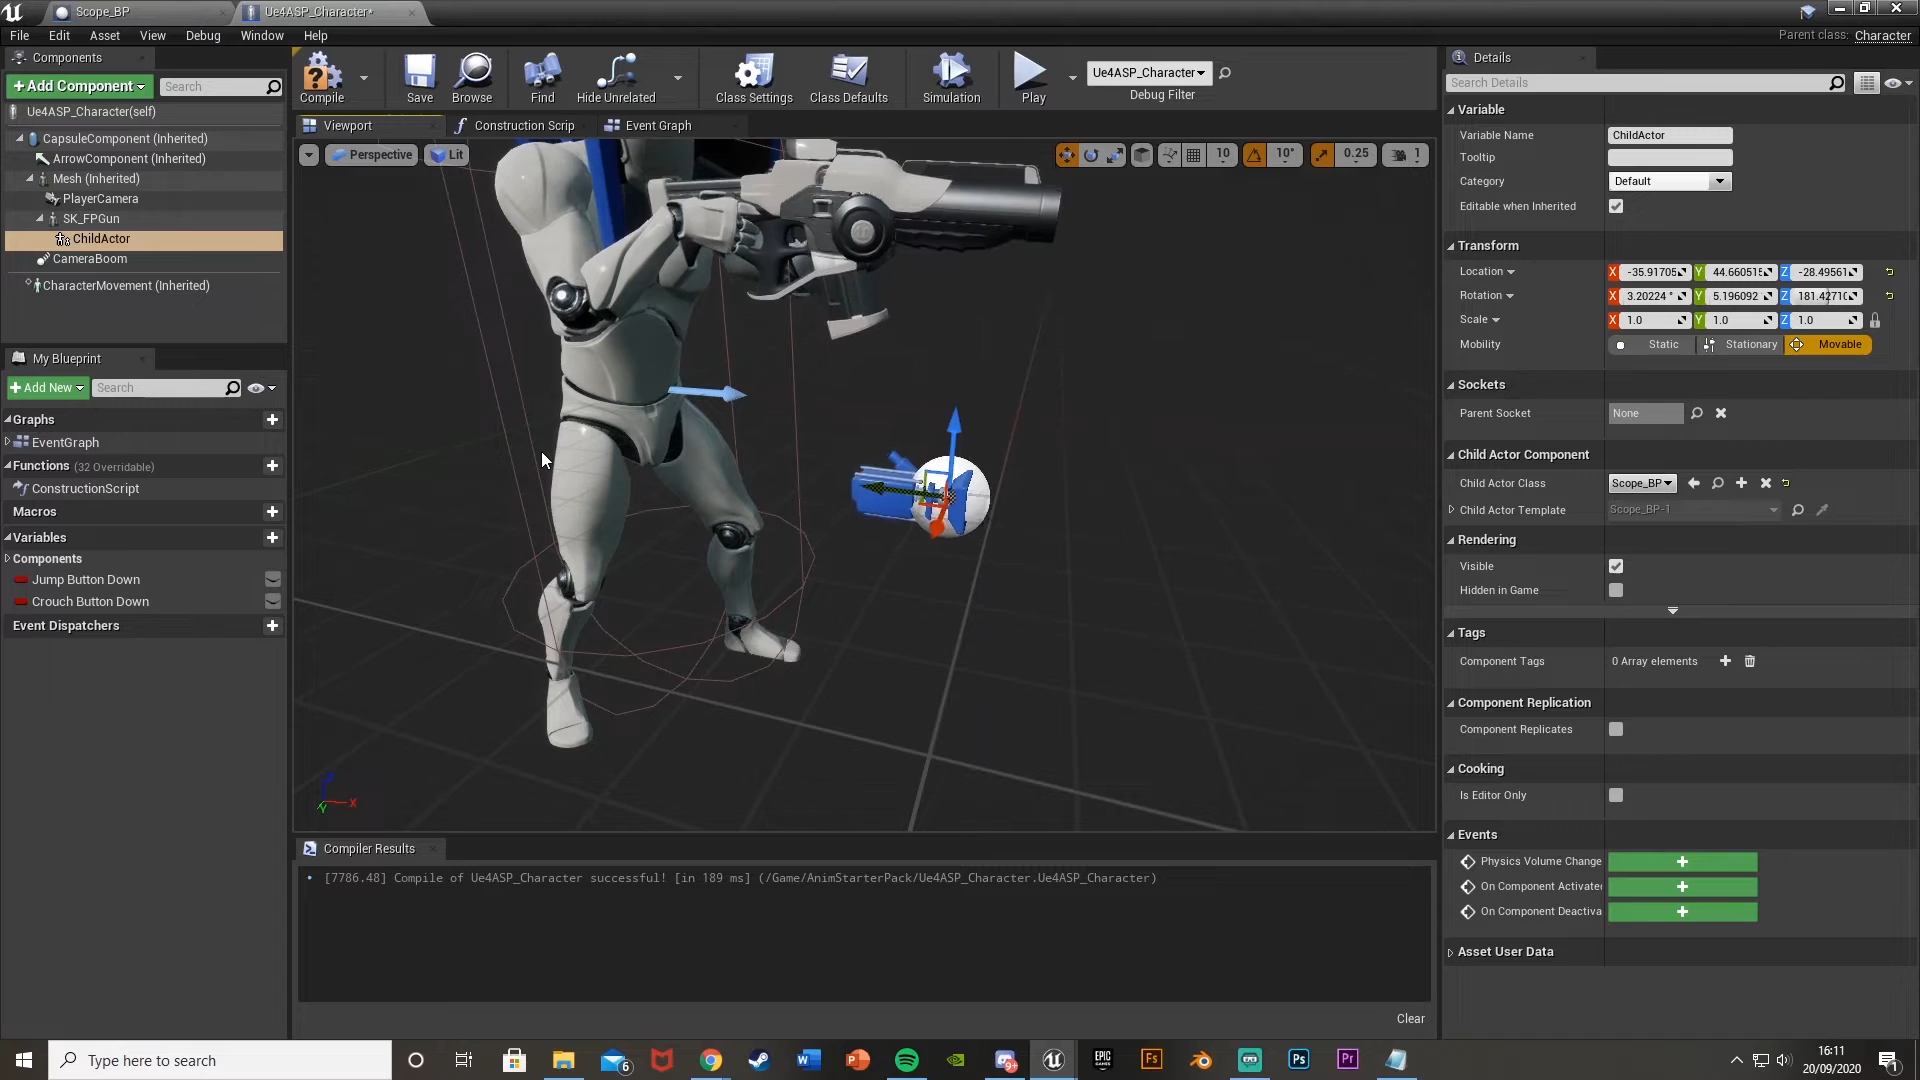 Scope_BP
Ue4ASP_Character*
File Edit Asset View Debug Window Help
Parent class: Character
Components
+Add Component
Search
Ue4ASP_Character(self)
CapsuleComponent (Inherited)
ArrowComponent (Inherited)
Mesh (Inherited)
PlayerCamera
SK_FPGun
ChildActor
CameraBoom
CharacterMovement (Inherited)
My Blueprint
+Add New
Search
Graphs
EventGraph
Functions (32 Overridable)
ConstructionScript
Macros
Variables
Components
Jump Button Down
Crouch Button Down
Event Dispatchers
Compile
Save
Browse
Find
Hide Unrelated
Class Settings
Class Defaults
Simulation
Play
Ue4ASP_Character
Debug Filter
Viewport
Construction Scrip
Event Graph
Perspective
Lit
10
10°
0.25
1
Z
X
Y
Compiler Results
[7786.48] Compile of Ue4ASP_Character successful! [in 189 ms] (/Game/AnimStarterPack/Ue4ASP_Character.Ue4ASP_Character)
Clear
Details
Search Details
Variable
Variable Name ChildActor
Tooltip
Category Default
Editable when Inherited
Transform
Location X -35.91705 Y 44.66051 Z -28.49561
Rotation X 3.20224 ° Y 5.196092 Z 181.42710
Scale X 1.0 Y 1.0 Z 1.0
Mobility Static Stationary Movable
Sockets
Parent Socket None
Child Actor Component
Child Actor Class Scope_BP
Child Actor Template Scope_BP-1
Rendering
Visible
Hidden in Game
Tags
Component Tags 0 Array elements
Component Replication
Component Replicates
Cooking
Is Editor Only
Events
Physics Volume Change
On Component Activate
On Component Deactiva
Asset User Data
Type here to search
6
9+
EPIC GAMES
Fs
Ps
Pr
16:11
20/09/2020
1